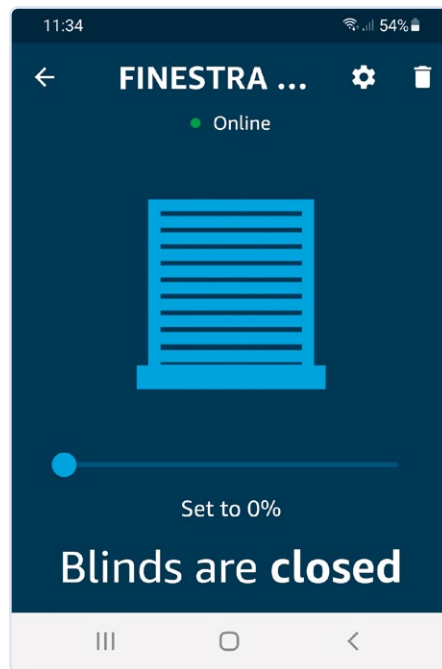 11:34 54%
FINESTRA ...
Online
Set to 0%
Blinds are closed